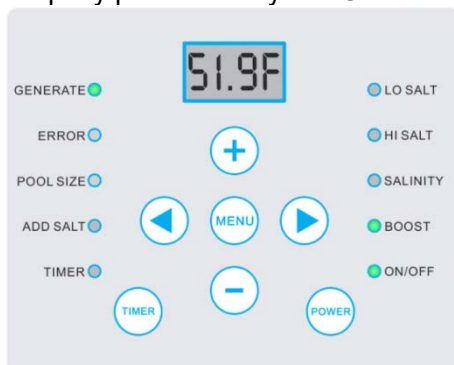 51.9F
GENERATE
LO SALT
ERROR
HI SALT
POOL SIZE
SALINITY
ADD SALT
MENU
BOOST
TIMER
ON/OFF
TIMER
POWER